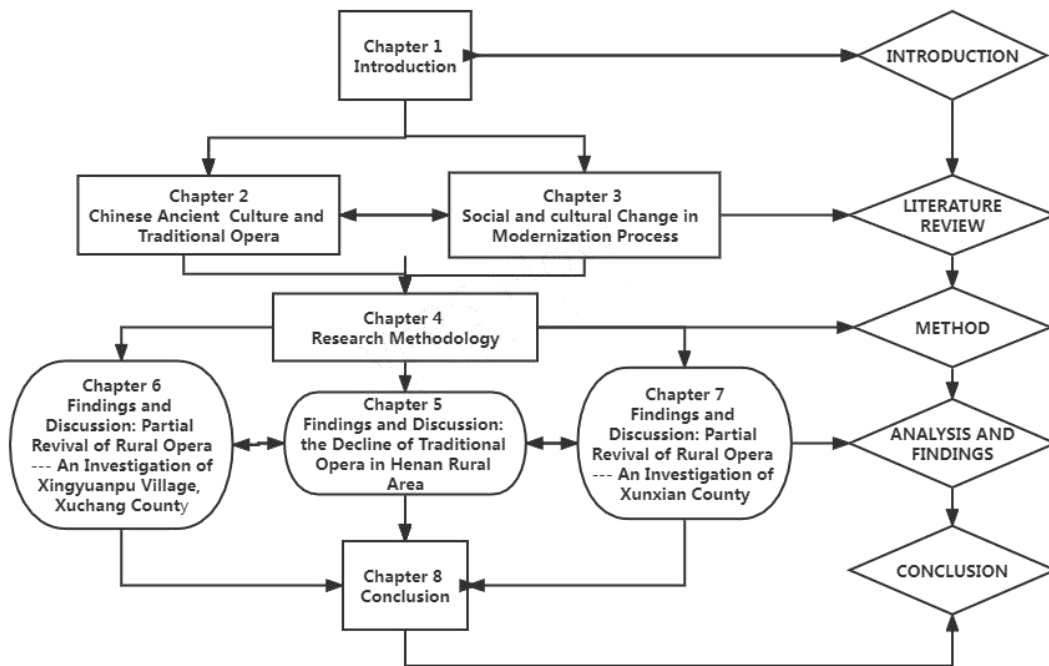 Chapter 1
Introduction
INTRODUCTION
Chapter 2
Chinese Ancient Culture and
Traditional Opera
Chapter 3
Social and cultural Change in
Modernization Process
LITERATURE
REVIEW
Chapter 4
Research Methodology
METHOD
Chapter 6
Findings and
Discussion: Partial
Revival of Rural Opera
--- An Investigation of
Xingyuanpu Village,
Xuchang County
Chapter 5
Findings and Discussion:
the Decline of Traditional
Opera in Henan Rural
Area
Chapter 7
Findings and
Discussion: Partial
Revival of Rural Opera
--- An Investigation of
Xunxian County
ANALYSIS AND
FINDINGS
Chapter 8
Conclusion
CONCLUSION